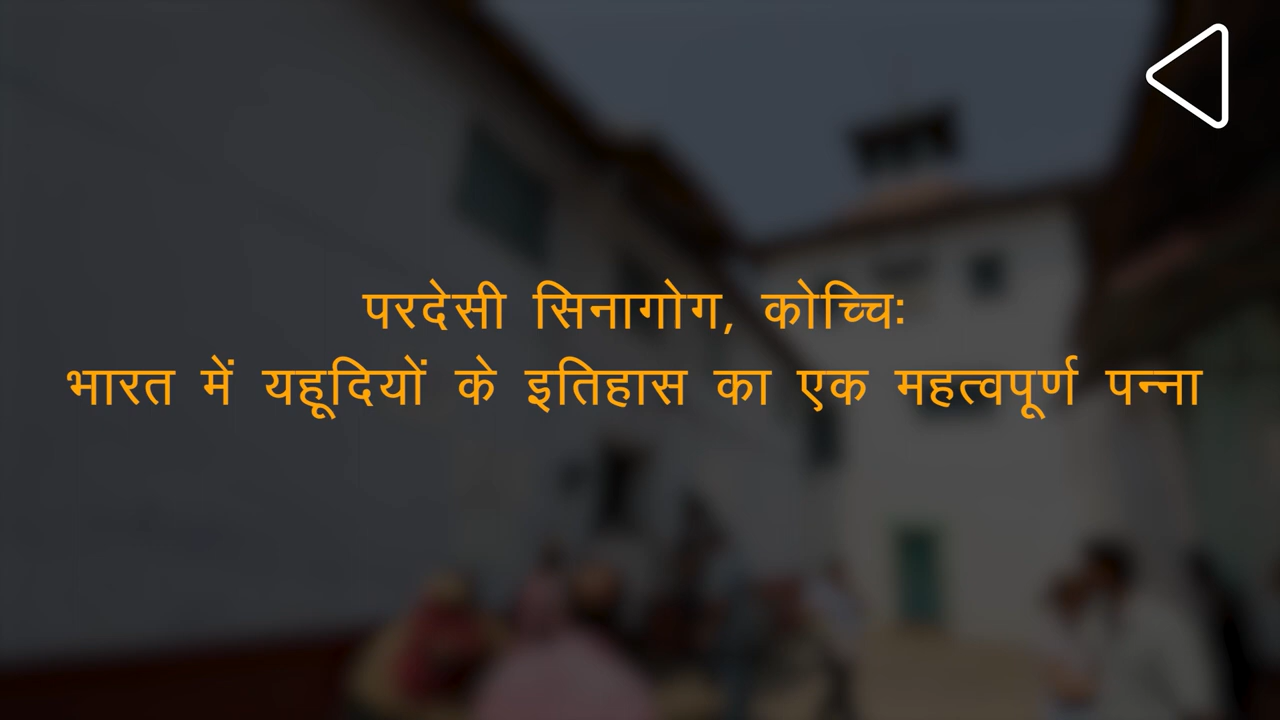 परदेसी सिनागोग, कोच्चि:
भारत में यहूदियों के इतिहास का एक महत्वपूर्ण पन्ना